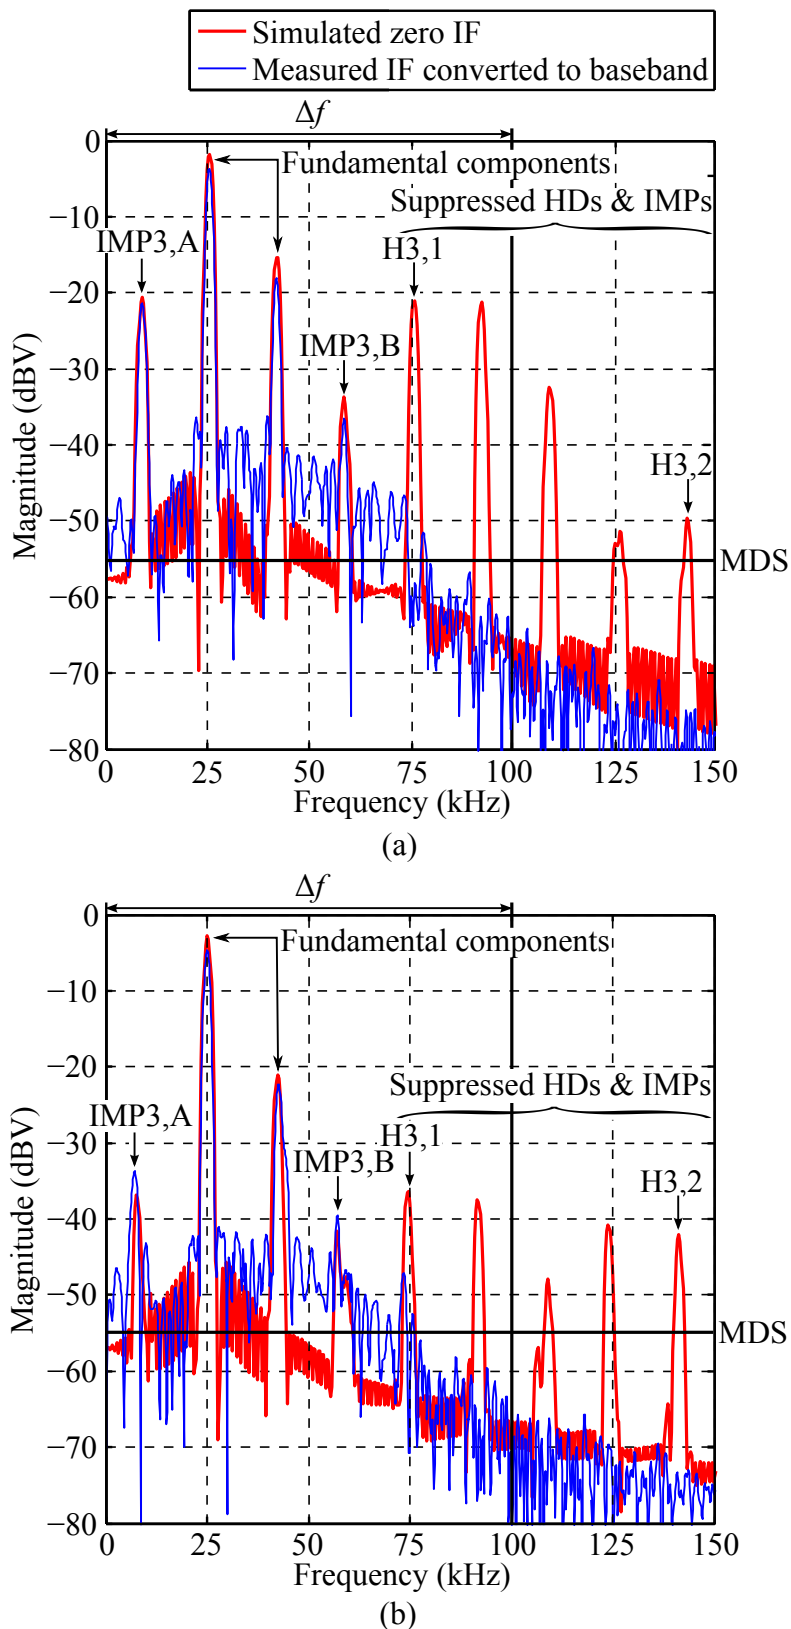 Simulated zero IF
Measured IF converted to baseband
Δf
0
Fundamental components
Suppressed HDs & IMPs
−10
IMP3,A
H3,1
−20
IMP3,B
−30
−40
H3,2
−50
MDS
−60
−70
−80
Magnitude (dBV)
0 25 50 75 100 125 150
Frequency (kHz)
(a)
Δf
0
Fundamental components
−10
−20
Suppressed HDs & IMPs
IMP3,A
H3,1
−30
IMP3,B
H3,2
−40
−50
MDS
−60
−70
−80
Magnitude (dBV)
0 25 50 75 100 125 150
Frequency (kHz)
(b)